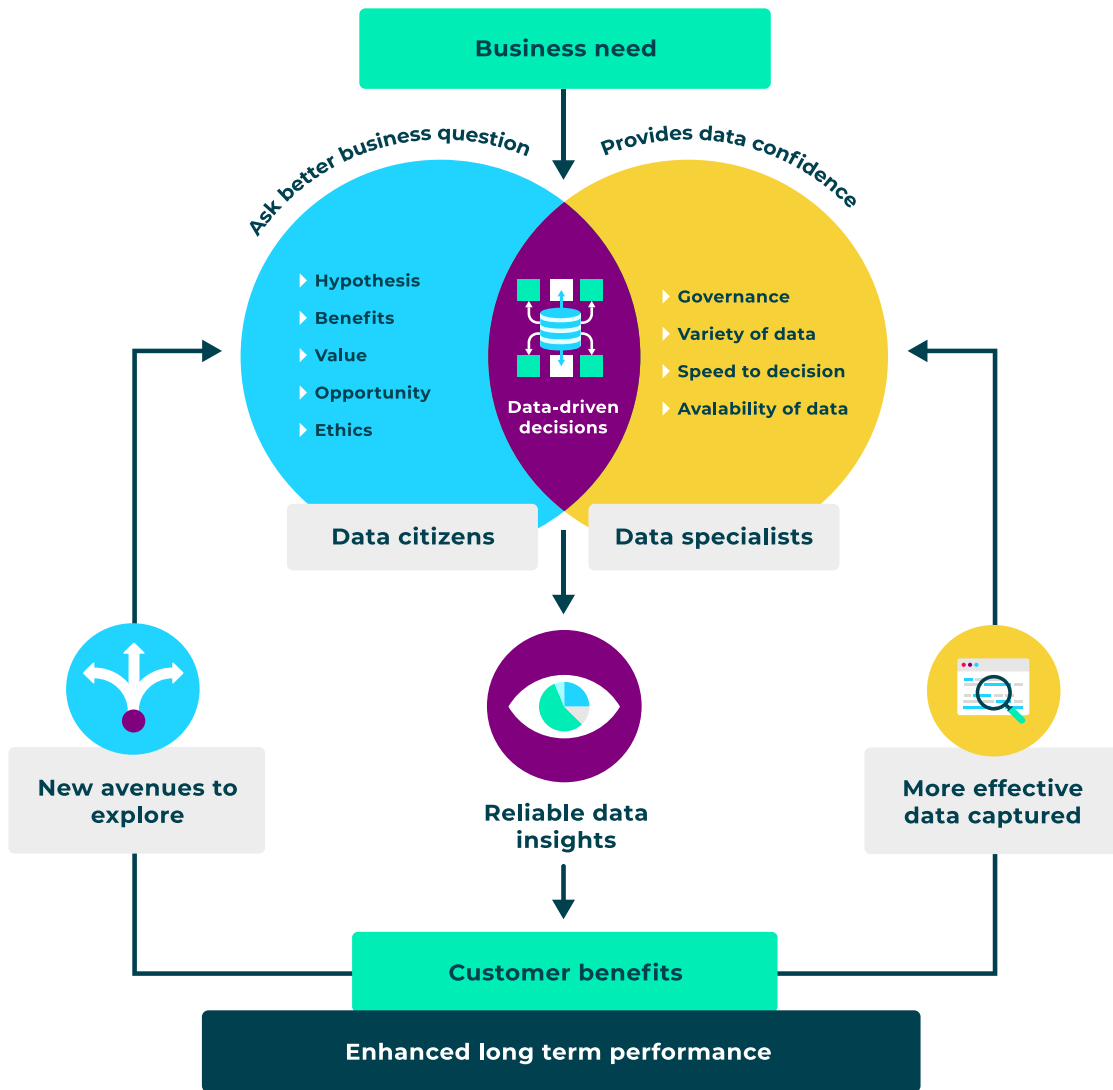 Business need
Ask better business question
Provides data confidence
Hypothesis
Benefits
Value
Opportunity
Ethics
Data-driven
decisions
Governance
Variety of data
Speed to decision
Avalability of data
Data citizens
Data specialists
New avenues to
explore
Reliable data
insights
More effective
data captured
Customer benefits
Enhanced long term performance